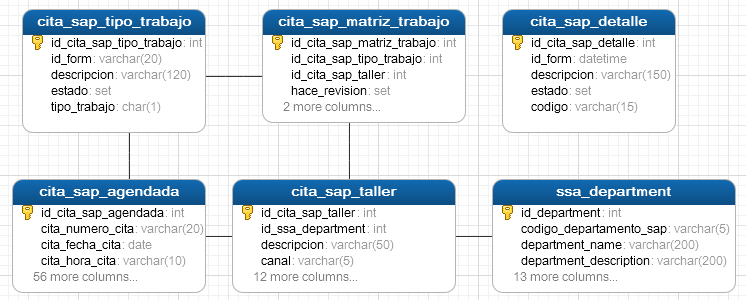 cita_sap_tipo_trabajo
id_cita_sap_tipo_trabajo: int
id_form: varchar(20)
descripcion: varchar(120)
estado: set
tipo_trabajo: char(1)
cita_sap_matriz_trabajo
id_cita_sap_matriz_trabajo: int
id_cita_sap_tipo_trabajo: int
id_cita_sap_taller: int
hace_revision: set
2 more columns...
cita_sap_detalle
id_cita_sap_detalle: int
id_form: datetime
descripcion: varchar(150)
estado: set
codigo: varchar(15)
cita_sap_agendada
id_cita_sap_agendada: int
cita_numero_cita: varchar(20)
cita_fecha_cita: date
cita_hora_cita: varchar(10)
56 more columns...
cita_sap_taller
id_cita_sap_taller: int
id_ssa_department: int
descripcion: varchar(50)
canal: varchar(5)
12 more columns...
ssa_department
id_department: int
codigo_departamento_sap: varchar(5)
department_name: varchar(200)
department_description: varchar(200)
13 more columns...